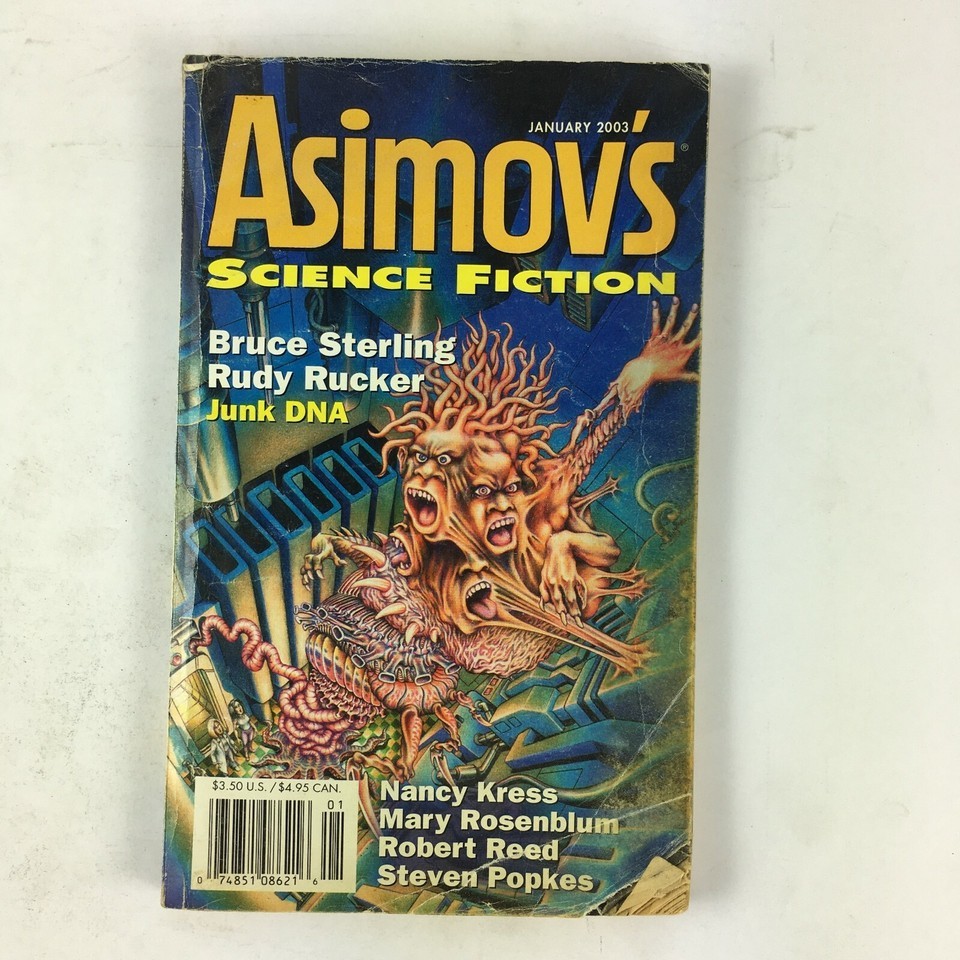 JANUARY 2003
Asimov's®
SCIENCE FICTION
Bruce Sterling
Rudy Rucker
Junk DNA
$3.50 U.S. / $4.95 CAN.
01
0 74851 08621 6
Nancy Kress
Mary Rosenblum
Robert Reed
Steven Popkes